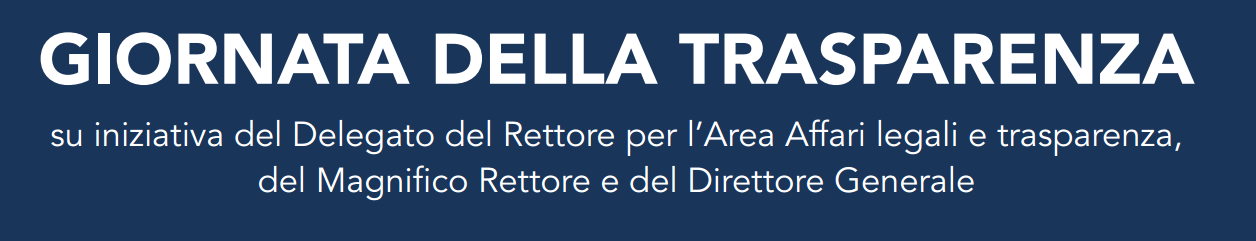 GIORNATA DELLA TRASPARENZA
su iniziativa del Delegato del Rettore per l’Area Affari legali e trasparenza,
del Magnifico Rettore e del Direttore Generale